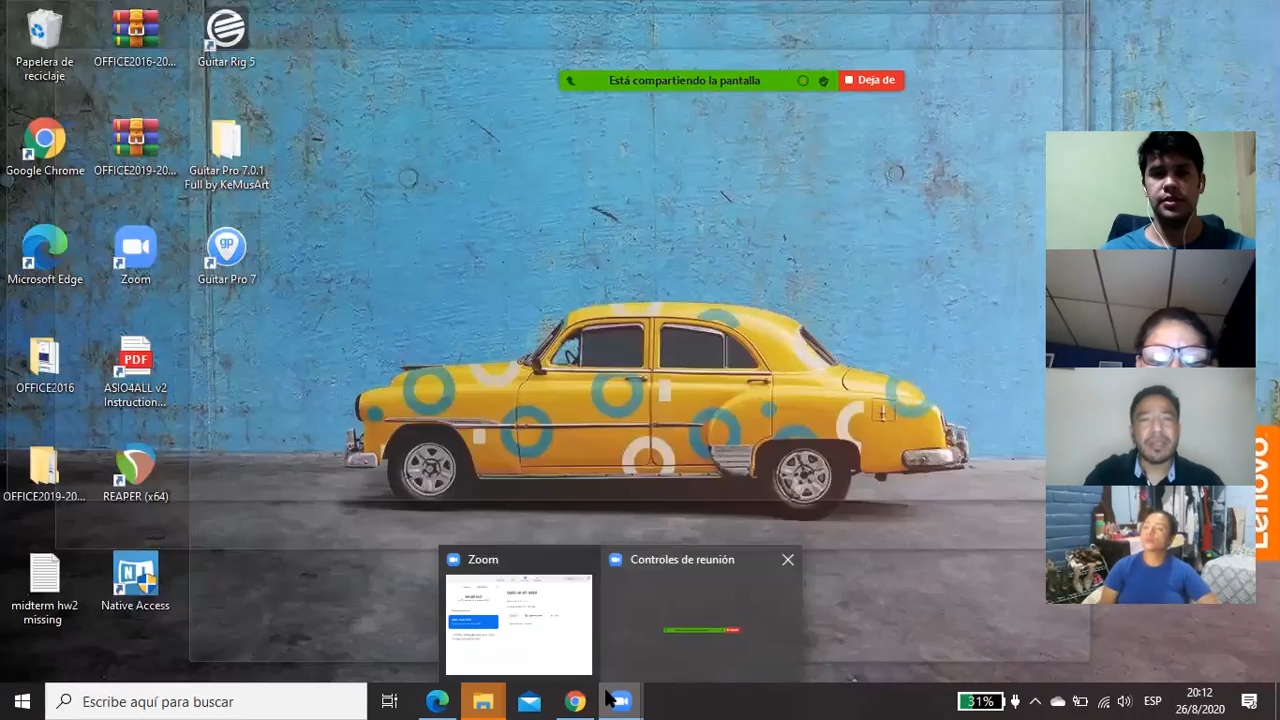 Papelera de
reciclaje
OFFICE2016-20...
Guitar Rig 5
Está compartiendo la pantalla
Deja de
Google Chrome
OFFICE2019-20...
Guitar Pro 7.0.1
Full by KeMusArt
Microsoft Edge
Zoom
gp
Guitar Pro 7
OFFICE2016
PDF
ASIO4ALL v2
Instruction...
OFFICE2019-20...
REAPER (x64)
Lenovo
midterm two
missing
Native Access
Zoom
Controles de reunión
Escribe aquí para buscar
31%
ESP
20:12
26/8/2020